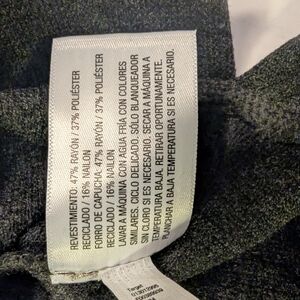 REVESTIMIENTO: 47% RAYÓN / 37% POLIÉSTER
RECICLADO / 16% NAILON
FORRO DE CAPUCHA: 47% RAYÓN / 37% POLIÉSTER
RECICLADO / 16% NAILON
LAVAR A MÁQUINA CON AGUA FRÍA CON COLORES
SIMILARES. CICLO DELICADO. SÓLO BLANQUEADOR
SIN CLORO SI ES NECESARIO. SECAR A MÁQUINA A
BAJA TEMPERATURA. RETIRAR OPORTUNAMENTE.
PLANCHAR A BAJA TEMPERATURA SI ES NECESARIO.
Target